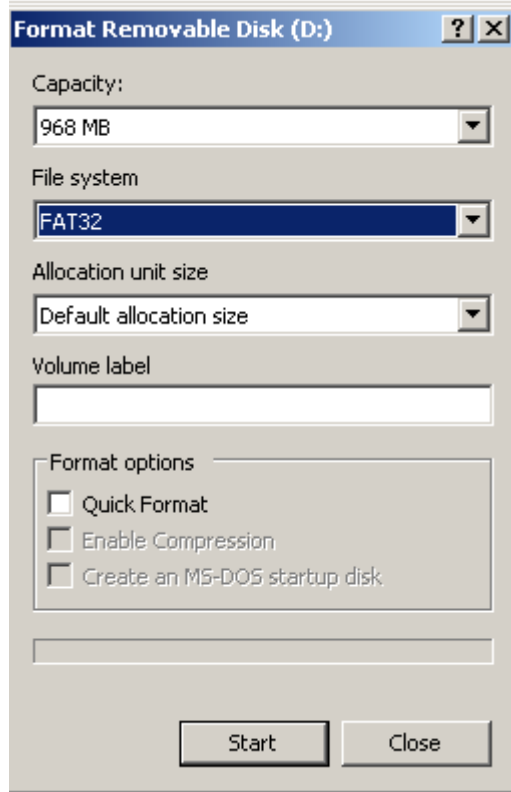 Format Removable Disk (D:)
Capacity:
968 MB
File system
FAT32
Allocation unit size
Default allocation size
Volume label
Format options
Quick Format
Enable Compression
Create an MS-DOS startup disk
Start Close